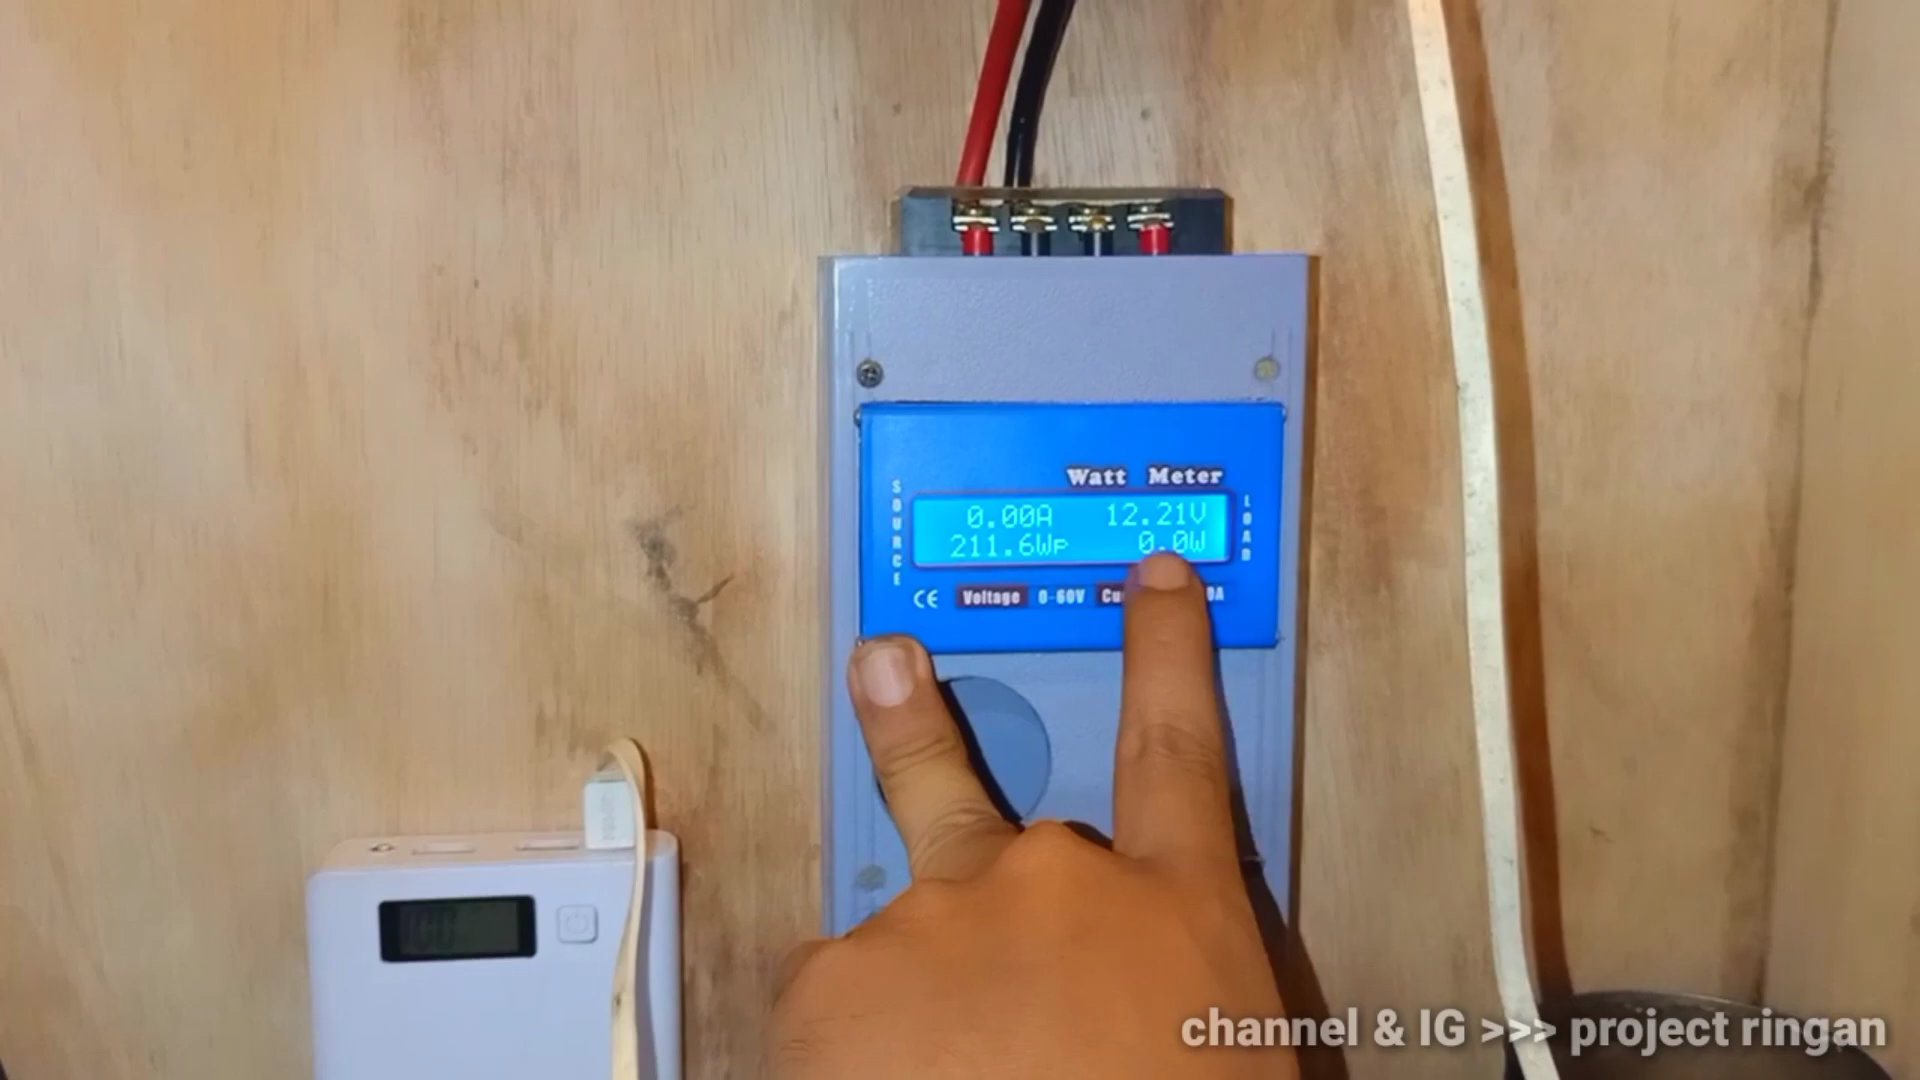 Watt Meter
SOURCE
0.00A 12.21V
211.6Wp 0.0W
LOAD
CE Voltage 0-60V
100
channel & IG >>> project ringan